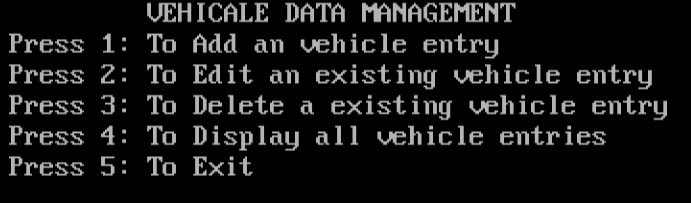 VEHICALE DATA MANAGEMENT
Press 1: To Add an vehicle entry
Press 2: To Edit an existing vehicle entry
Press 3: To Delete a existing vehicle entry
Press 4: To Display all vehicle entries
Press 5: To Exit